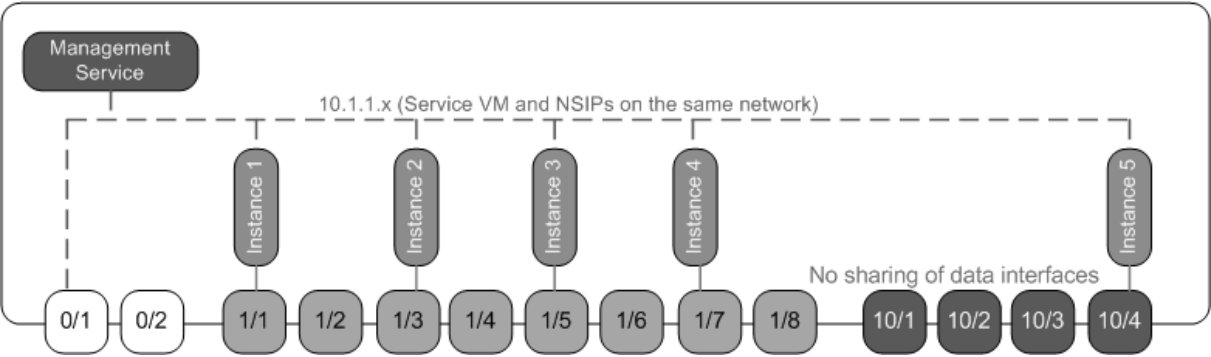 Management
Service
10.1.1.x (Service VM and NSIPs on the same network)
Instance 1
Instance 2
Instance 3
Instance 4
Instance 5
No sharing of data interfaces
0/1
0/2
1/1
1/2
1/3
1/4
1/5
1/6
1/7
1/8
10/1
10/2
10/3
10/4